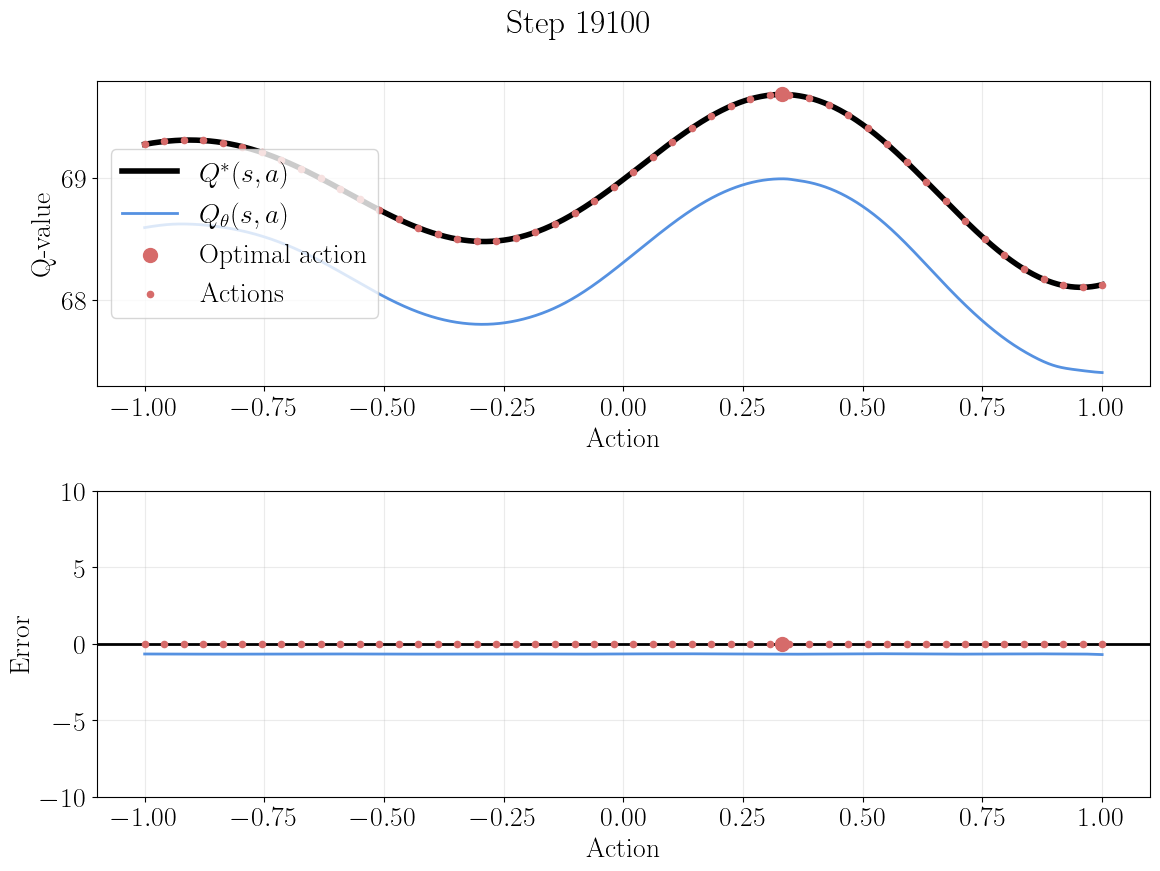 Step 19100
69
68
Q-value
Q*(s, a)
Qθ(s, a)
Optimal action
Actions
−1.00 −0.75 −0.50 −0.25 0.00 0.25 0.50 0.75 1.00
Action
10
5
0
−5
−10
Error
−1.00 −0.75 −0.50 −0.25 0.00 0.25 0.50 0.75 1.00
Action